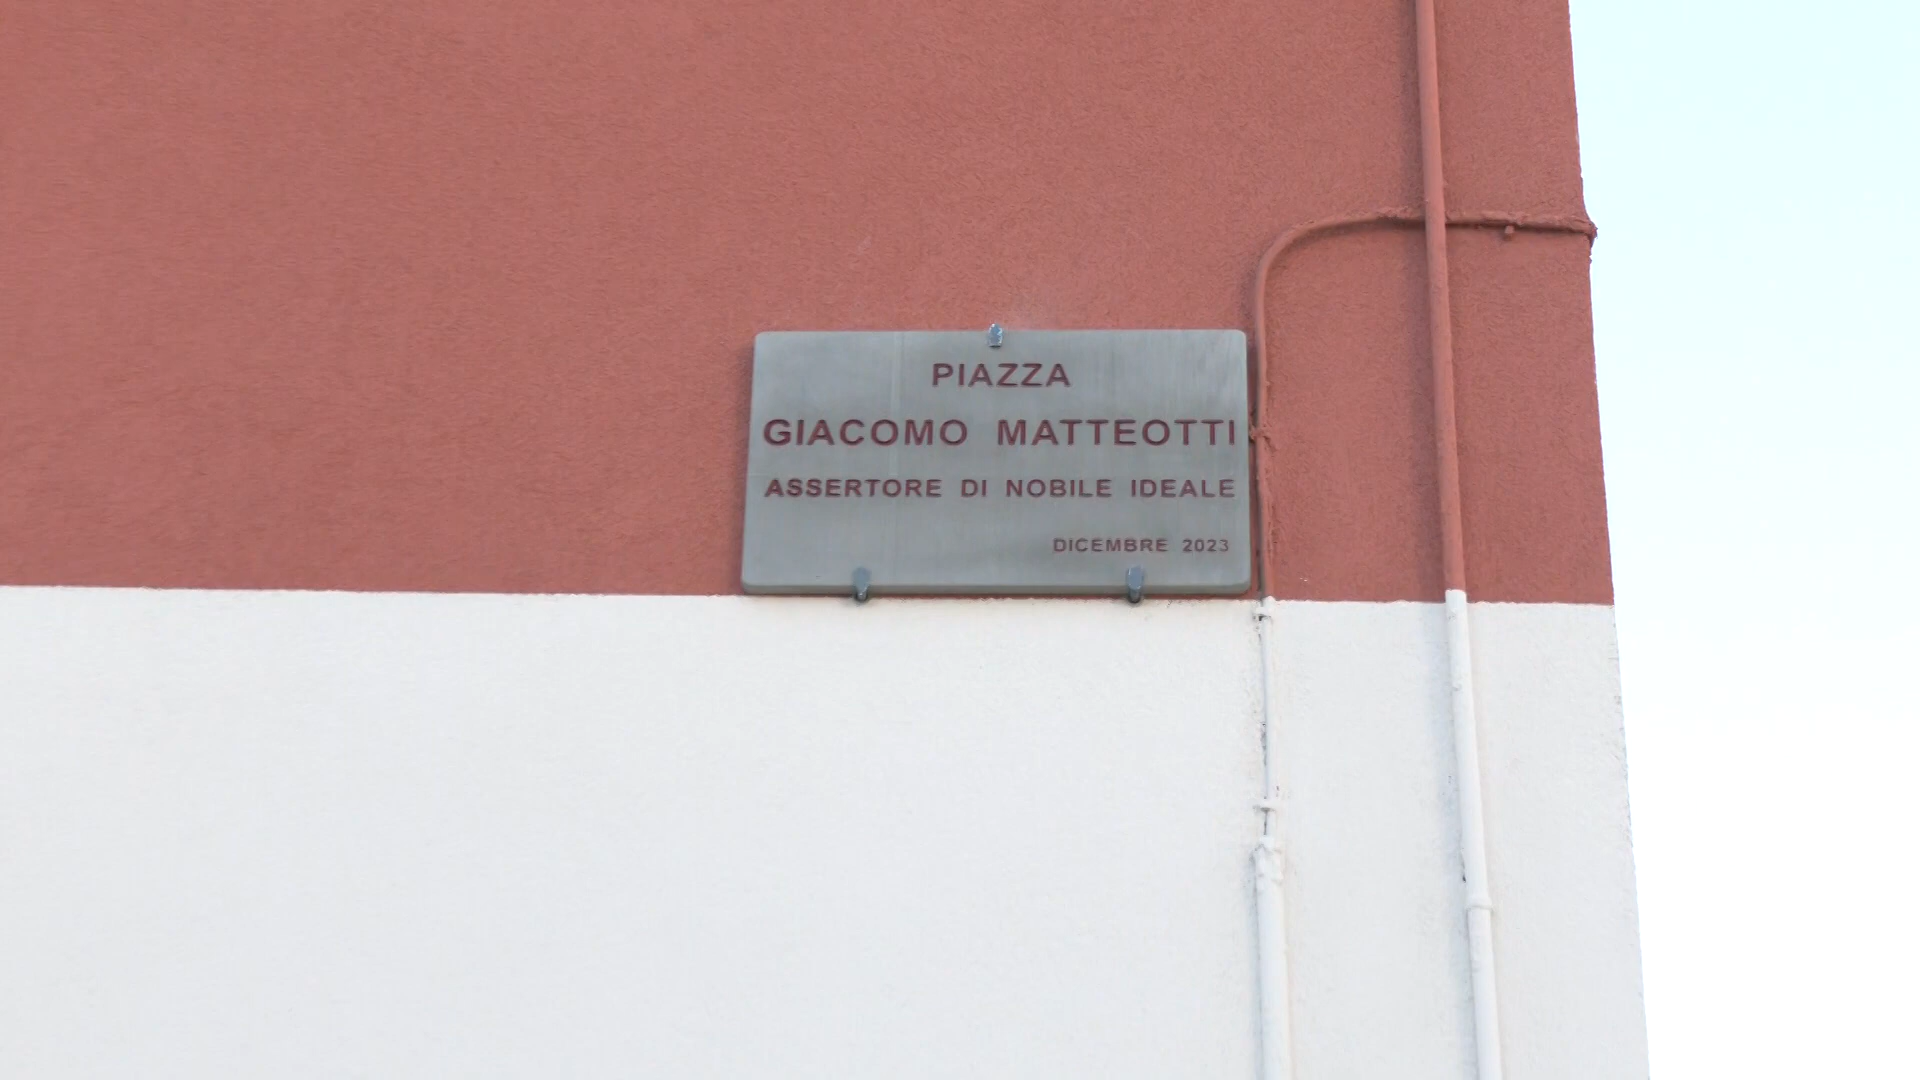 PIAZZA
GIACOMO MATTEOTTI
ASSERTORE DI NOBILE IDEALE
DICEMBRE 2023